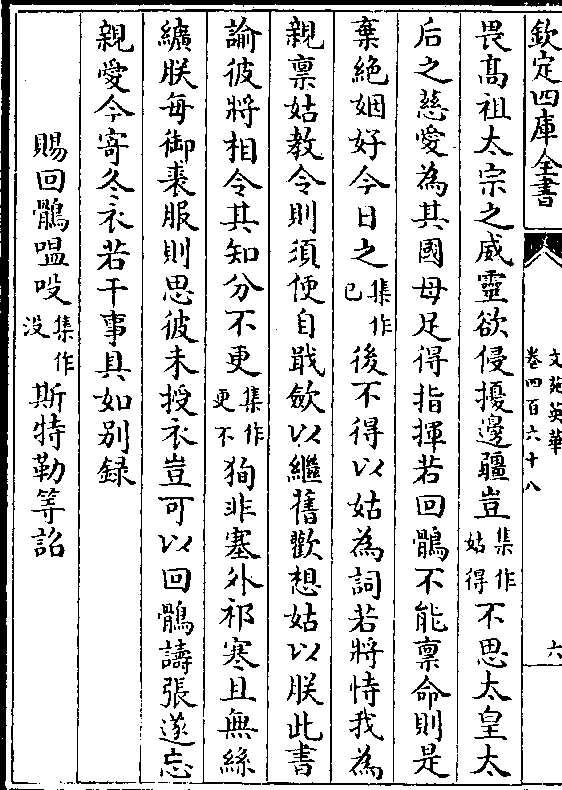 欽定四庫全書
文苑英華
卷四百六十八
六
畏髙祖太宗之威靈欲侵擾邊疆豈集作姑得不思太皇太
后之慈愛為其國母足得指揮若回鶻不能禀命則是
棄絶姻好今日之集作已後不得以姑為詞若將恃我為
親禀姑教令則須便自戢歛以繼舊歡想姑以朕此書
諭彼將相令其知分不更集作更不狥非塞外祁寒且無絲
纊朕每御裘服則思彼未授衣豈可以回鶻譸張遂忘
親愛今寄冬衣若干事具如別録
賜回鶻嗢㕰集作没斯特勒等詔